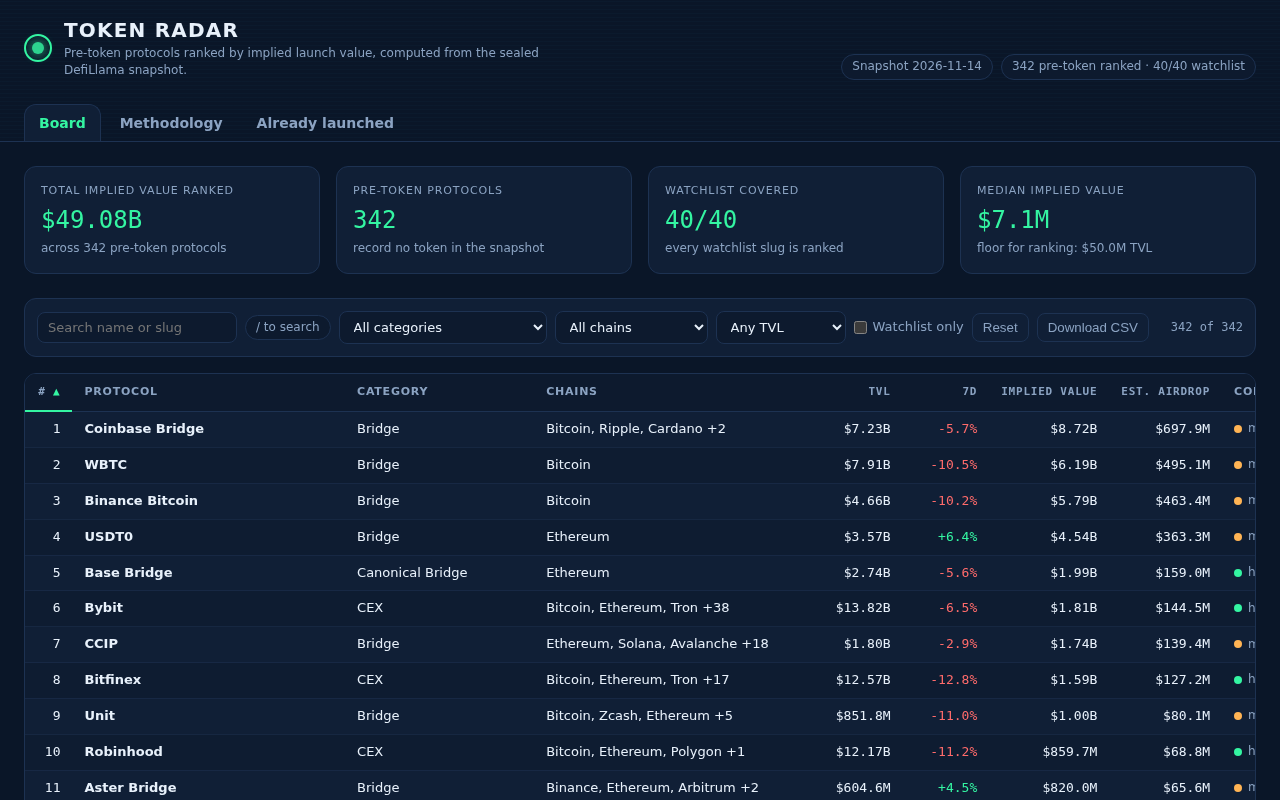 TOKEN RADAR
Pre-token protocols ranked by implied launch value, computed from the sealed
DefiLlama snapshot.
Snapshot 2026-11-14
342 pre-token ranked · 40/40 watchlist
Board Methodology Already launched
TOTAL IMPLIED VALUE RANKED
$49.08B
across 342 pre-token protocols
PRE-TOKEN PROTOCOLS
342
record no token in the snapshot
WATCHLIST COVERED
40/40
every watchlist slug is ranked
MEDIAN IMPLIED VALUE
$7.1M
floor for ranking: $50.0M TVL
Search name or slug / to search All categories All chains Any TVL Watchlist only Reset Download CSV 342 of 342
# ▲ PROTOCOL CATEGORY CHAINS TVL 7D IMPLIED VALUE EST. AIRDROP
1 Coinbase Bridge Bridge Bitcoin, Ripple, Cardano +2 $7.23B -5.7% $8.72B $697.9M
2 WBTC Bridge Bitcoin $7.91B -10.5% $6.19B $495.1M
3 Binance Bitcoin Bridge Bitcoin $4.66B -10.2% $5.79B $463.4M
4 USDT0 Bridge Ethereum $3.57B +6.4% $4.54B $363.3M
5 Base Bridge Canonical Bridge Ethereum $2.74B -5.6% $1.99B $159.0M
6 Bybit CEX Bitcoin, Ethereum, Tron +38 $13.82B -6.5% $1.81B $144.5M
7 CCIP Bridge Ethereum, Solana, Avalanche +18 $1.80B -2.9% $1.74B $139.4M
8 Bitfinex CEX Bitcoin, Ethereum, Tron +17 $12.57B -12.8% $1.59B $127.2M
9 Unit Bridge Bitcoin, Zcash, Ethereum +5 $851.8M -11.0% $1.00B $80.1M
10 Robinhood CEX Bitcoin, Ethereum, Polygon +1 $12.17B -11.2% $859.7M $68.8M
11 Aster Bridge Bridge Binance, Ethereum, Arbitrum +2 $604.6M +4.5% $820.0M $65.6M